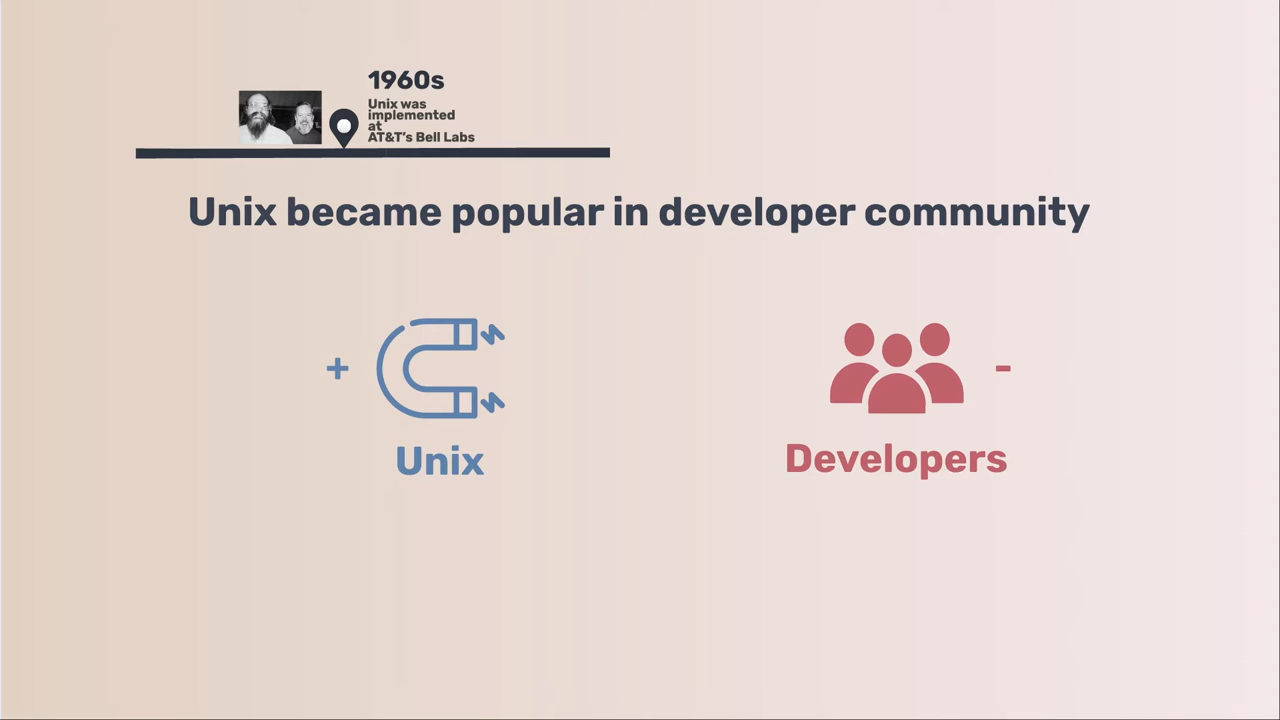 1960s
Unix was
implemented
at
AT&T's Bell Labs
Unix became popular in developer community
+
-
Unix
Developers